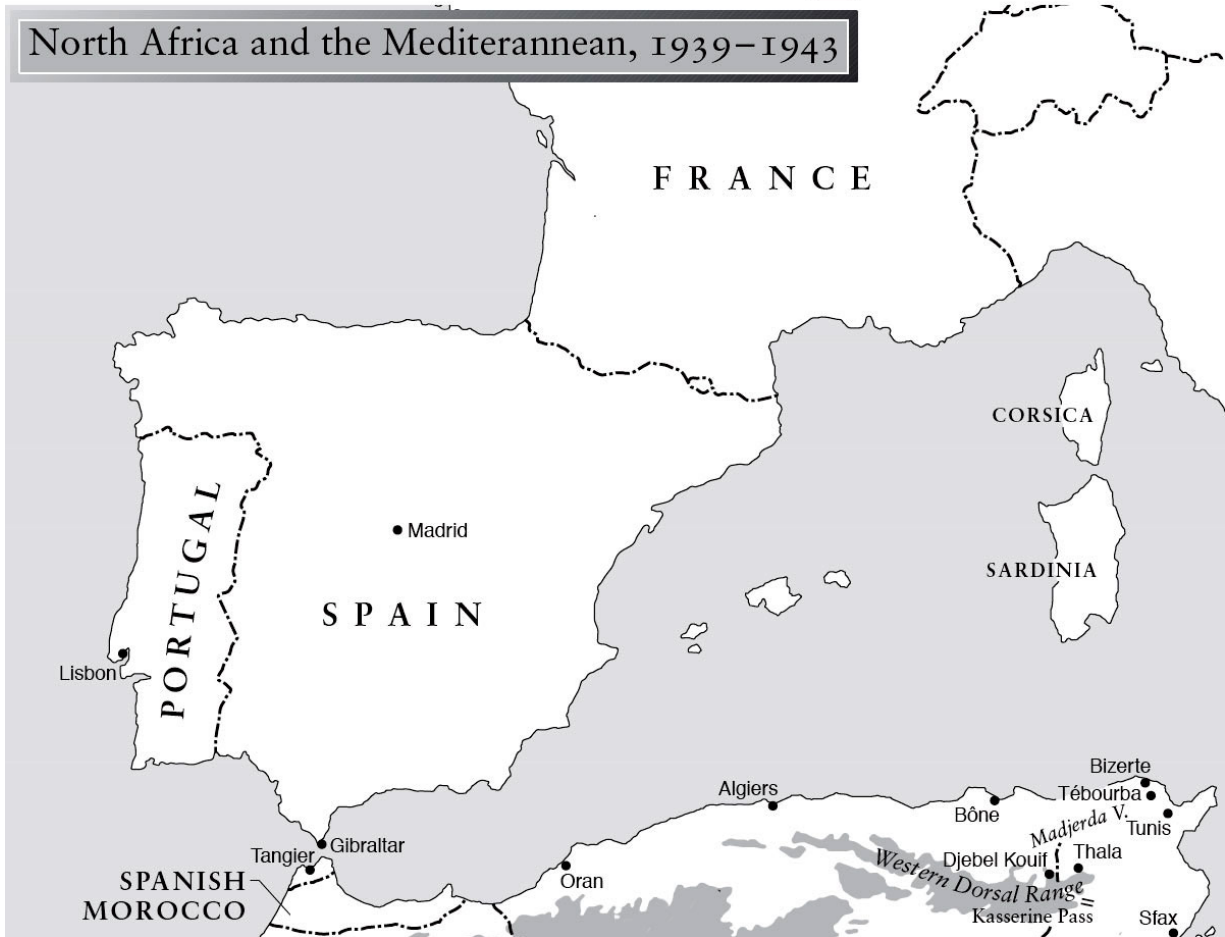 North Africa and the Mediterannean, 1939–1943
FRANCE
CORSICA
PORTUGAL
Madrid
SARDINIA
SPAIN
Lisbon
Bizerte
Algiers
Tébourba
Bône
Madjerda V.
Tunis
Gibraltar
Tangier
Djebel Kouif
Thala
Oran
Western Dorsal Range
SPANISH
MOROCCO
Kasserine Pass
Sfax